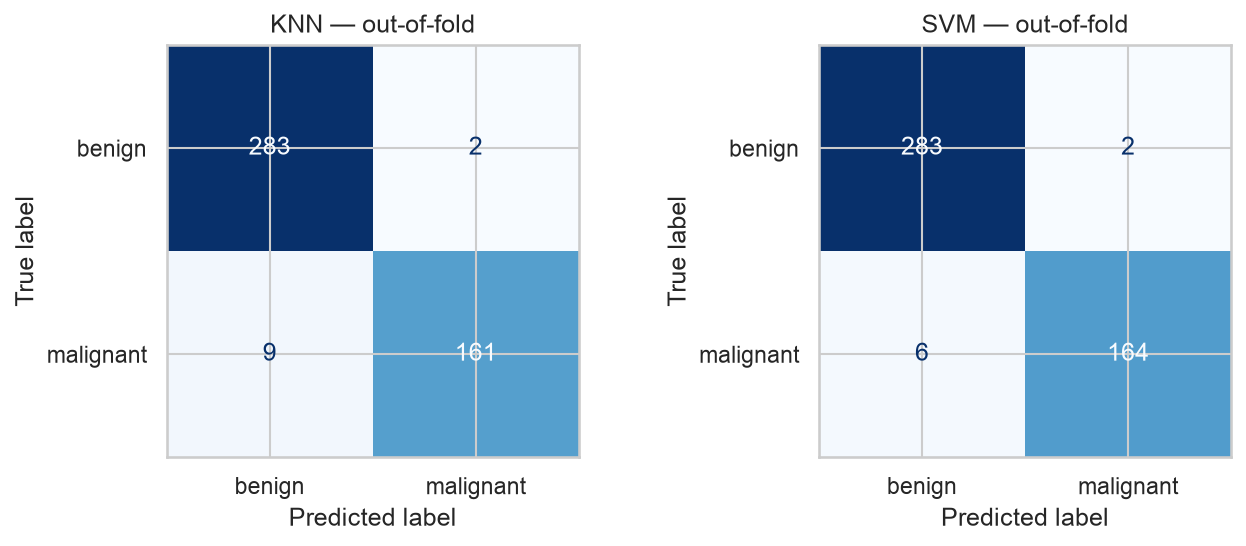 KNN — out-of-fold
True label
benign
283
2
malignant
9
161
benign
malignant
Predicted label
SVM — out-of-fold
True label
benign
283
2
malignant
6
164
benign
malignant
Predicted label